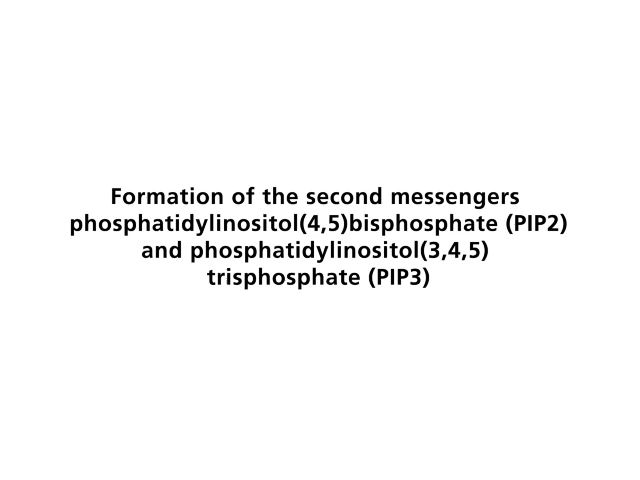 Formation of the second messengers
phosphatidylinositol(4,5)bisphosphate (PIP2)
and phosphatidylinositol(3,4,5)
trisphosphate (PIP3)